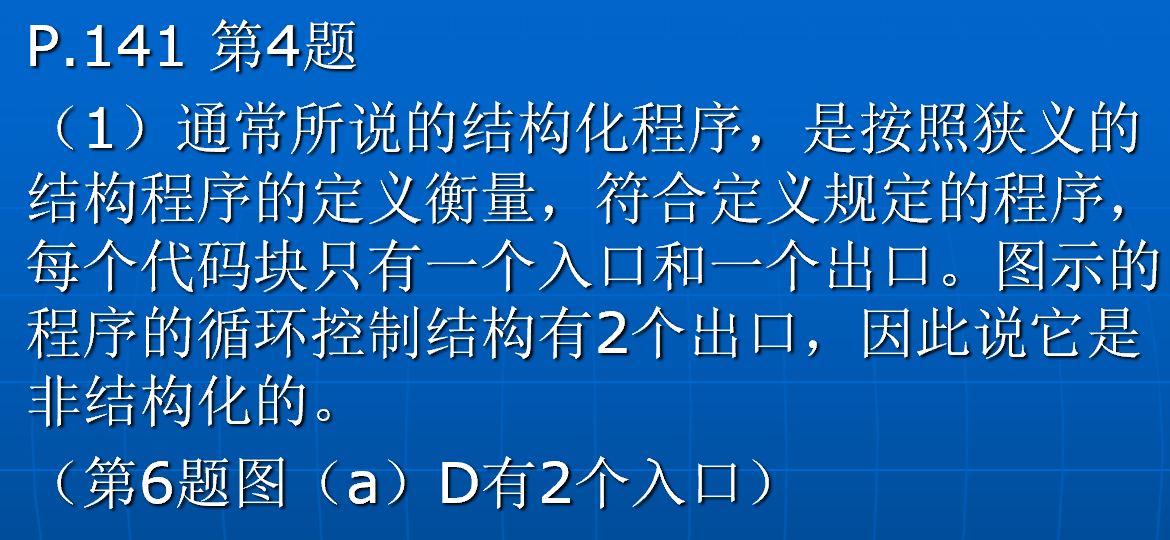 P.141 第4题
（1）通常所说的结构化程序，是按照狭义的
结构程序的定义衡量，符合定义规定的程序，
每个代码块只有一个入口和一个出口。图示的
程序的循环控制结构有2个出口，因此说它是
非结构化的。
（第6题图（a）D有2个入口）